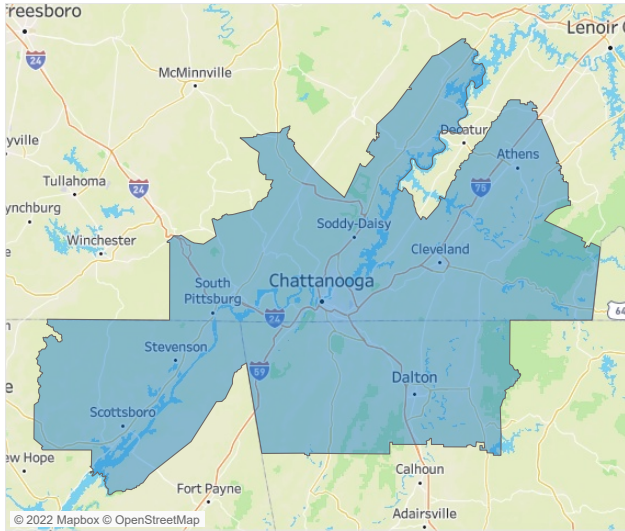 freesboro
Lenoir
24
McMinnville
Decatur
Athens
yville
Tullahoma
24
75
ynchburg
Soddy-Daisy
Winchester
Cleveland
Chattanooga
South
Pittsburg
24
64
Stevenson
59
Dalton
Scottsboro
ew Hope
Calhoun
Fort Payne
Adairsville
© 2022 Mapbox © OpenStreetMap